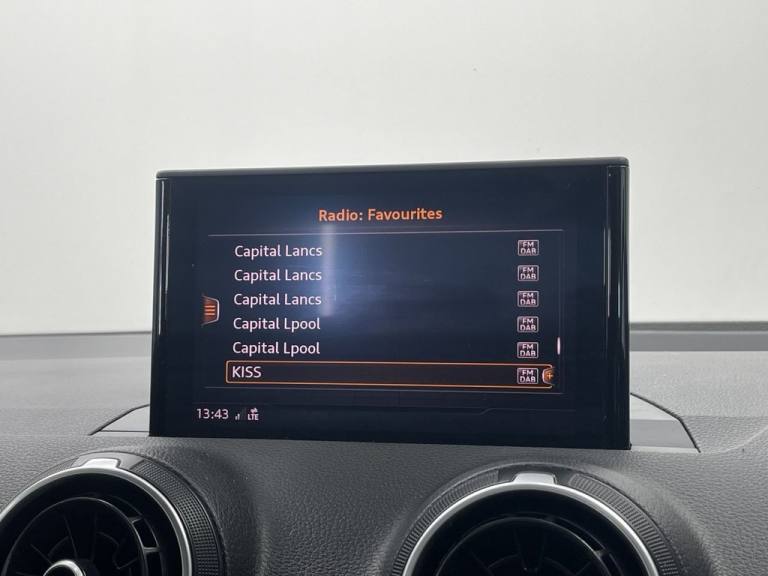 Radio: Favourites
Capital Lancs FM DAB
Capital Lancs FM DAB
Capital Lancs FM DAB
Capital Lpool FM DAB
Capital Lpool FM DAB
KISS FM DAB
13:43 LTE